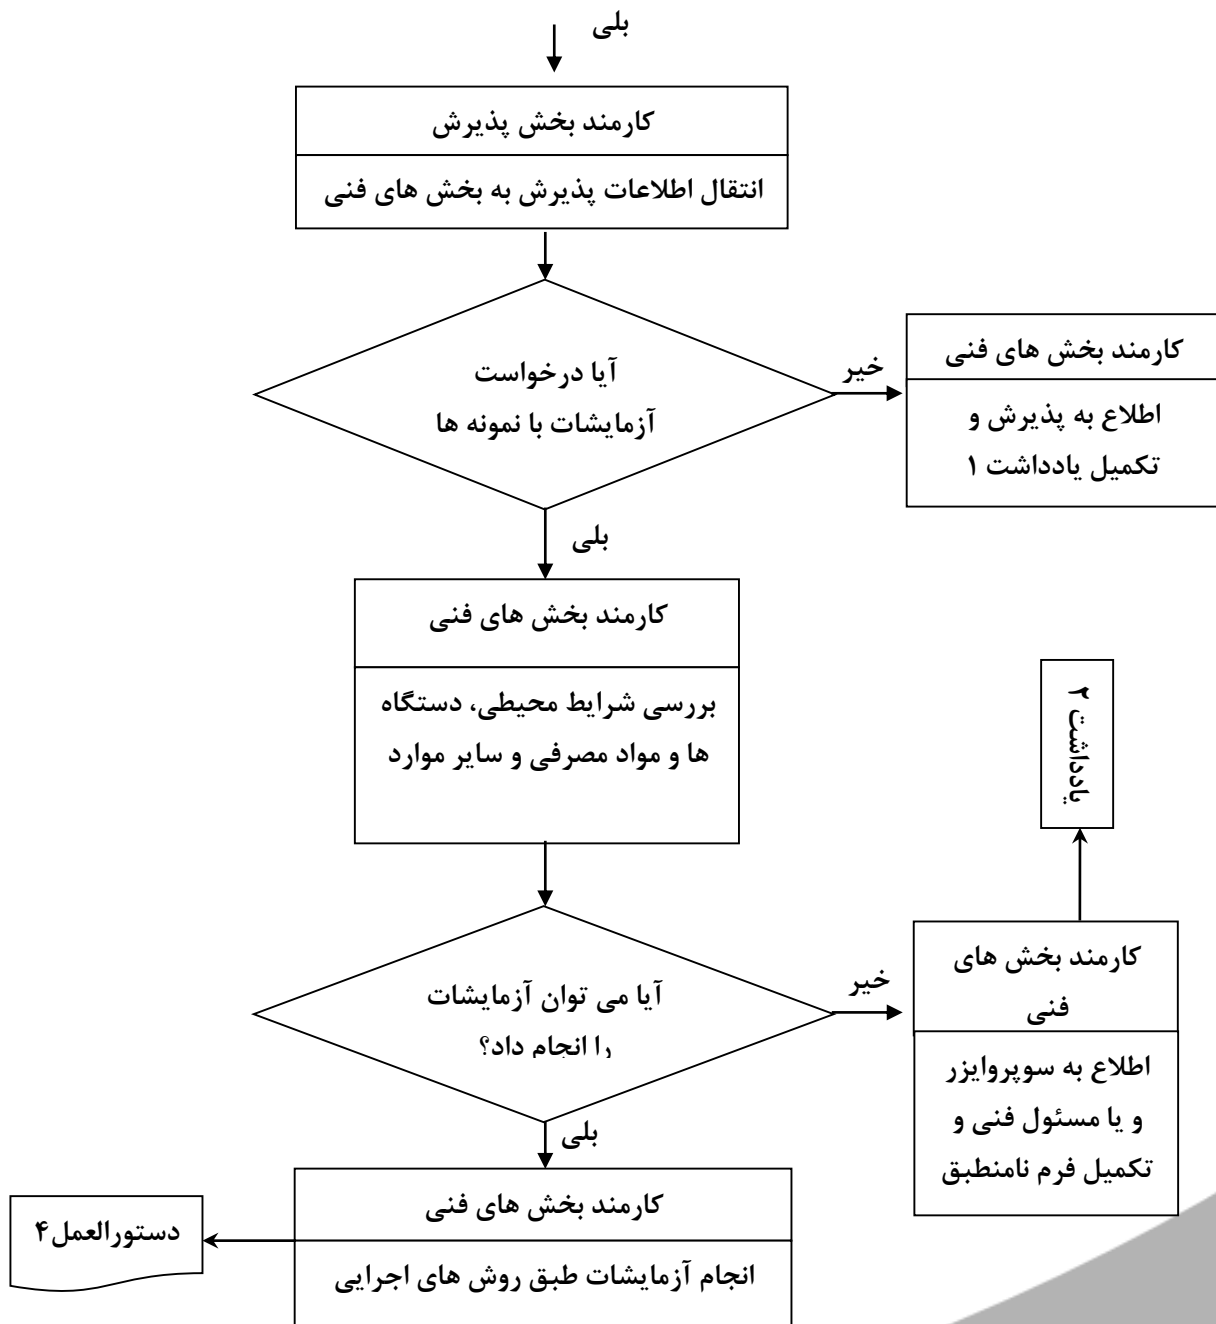 بلی
کارمند بخش پذیرش
انتقال اطلاعات پذیرش به بخش های فنی
آیا درخواست
آزمایشات با نمونه ها
خیر
کارمند بخش های فنی
اطلاع به پذیرش و
تکمیل یادداشت ۱
بلی
کارمند بخش های فنی
بررسی شرایط محیطی، دستگاه
ها و مواد مصرفی و سایر موارد
یادداشت ۲
آیا می توان آزمایشات
را انجام داد؟
خیر
کارمند بخش های
فنی
اطلاع به سوپروایزر
و یا مسئول فنی و
تکمیل فرم نامنطبق
بلی
کارمند بخش های فنی
انجام آزمایشات طبق روش های اجرایی
دستورالعمل۴